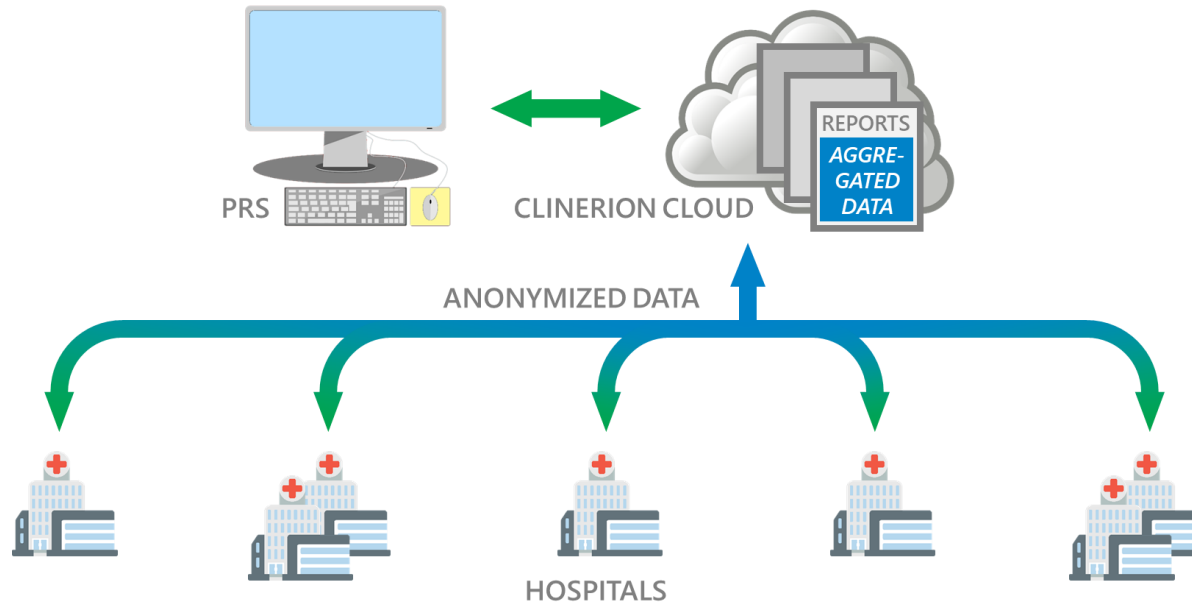 REPORTS
AGGRE-
GATED
DATA
PRS
CLINERION CLOUD
ANONYMIZED DATA
HOSPITALS